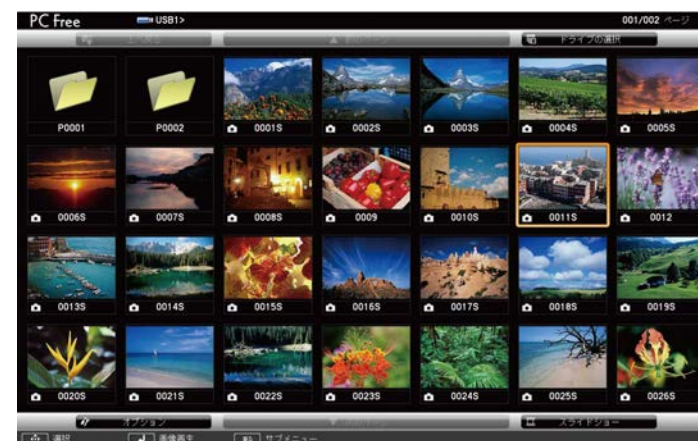 PC Free USB1> 001/002 ページ
ドライブの選択
P0001 P0002 0001S 0002S 0003S 0004S 0005S
0006S 0007S 0008S 0009 0010S 0011S 0012
0013S 0014S 0015S 0016S 0017S 0018S 0019S
0020S 0021S 0022S 0023S 0024S 0025S 0026S
オプション スライドショー
選択 画像再生 サブメニュー